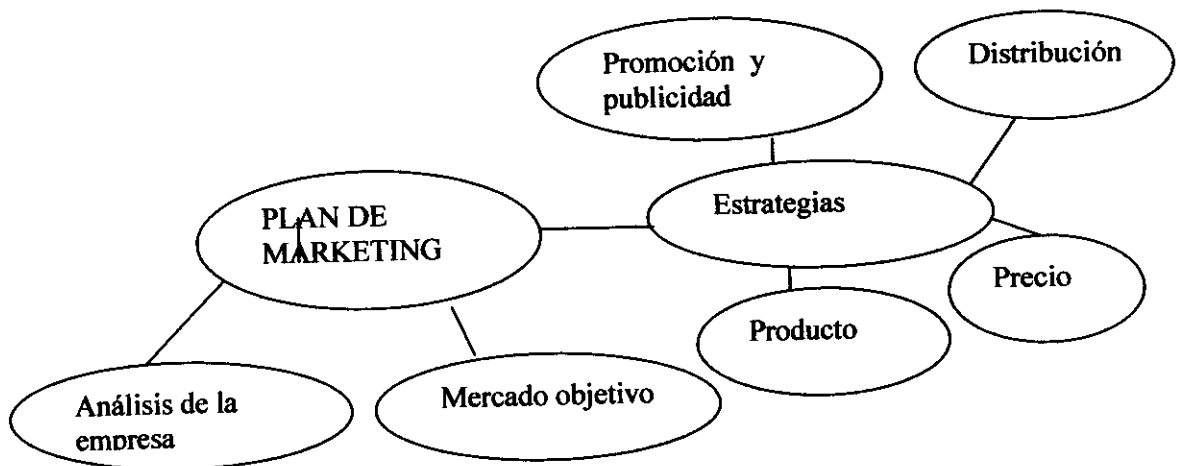 Promoción y
publicidad
Distribución
PLAN DE
MARKETING
Estrategias
Precio
Producto
Análisis de la
empresa
Mercado objetivo